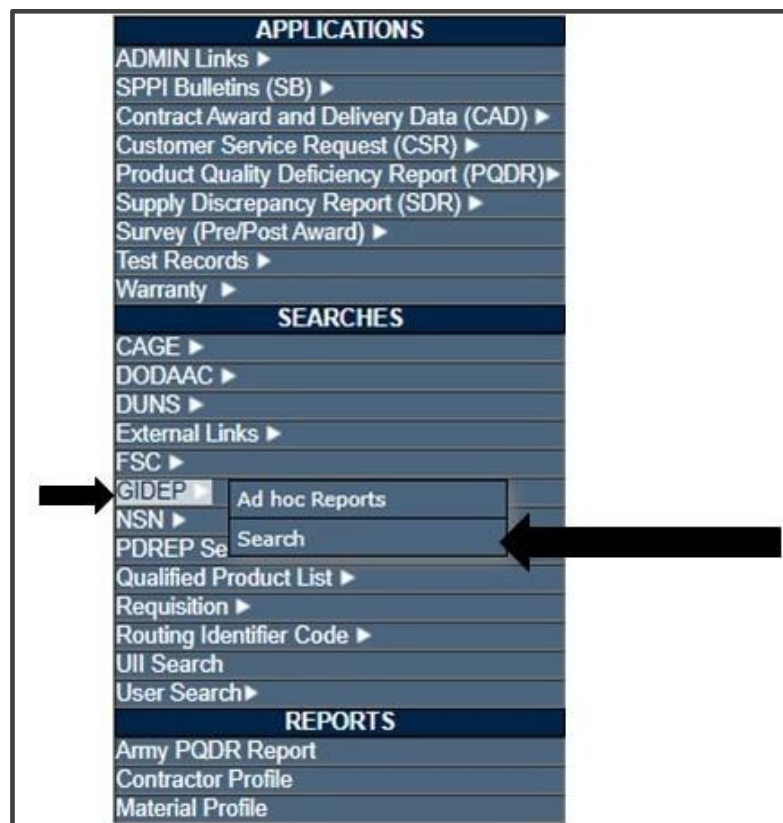 APPLICATIONS
ADMIN Links ▶
SPPI Bulletins (SB) ▶
Contract Award and Delivery Data (CAD) ▶
Customer Service Request (CSR) ▶
Product Quality Deficiency Report (PQDR)▶
Supply Discrepancy Report (SDR) ▶
Survey (Pre/Post Award) ▶
Test Records ▶
Warranty ▶
SEARCHES
CAGE ▶
DODAAC ▶
DUNS ▶
External Links ▶
FSC ▶
GIDEP ▶
Ad hoc Reports
NSN ▶
Search
PDREP Se
Qualified Product List ▶
Requisition ▶
Routing Identifier Code ▶
UII Search
User Search▶
REPORTS
Army PQDR Report
Contractor Profile
Material Profile